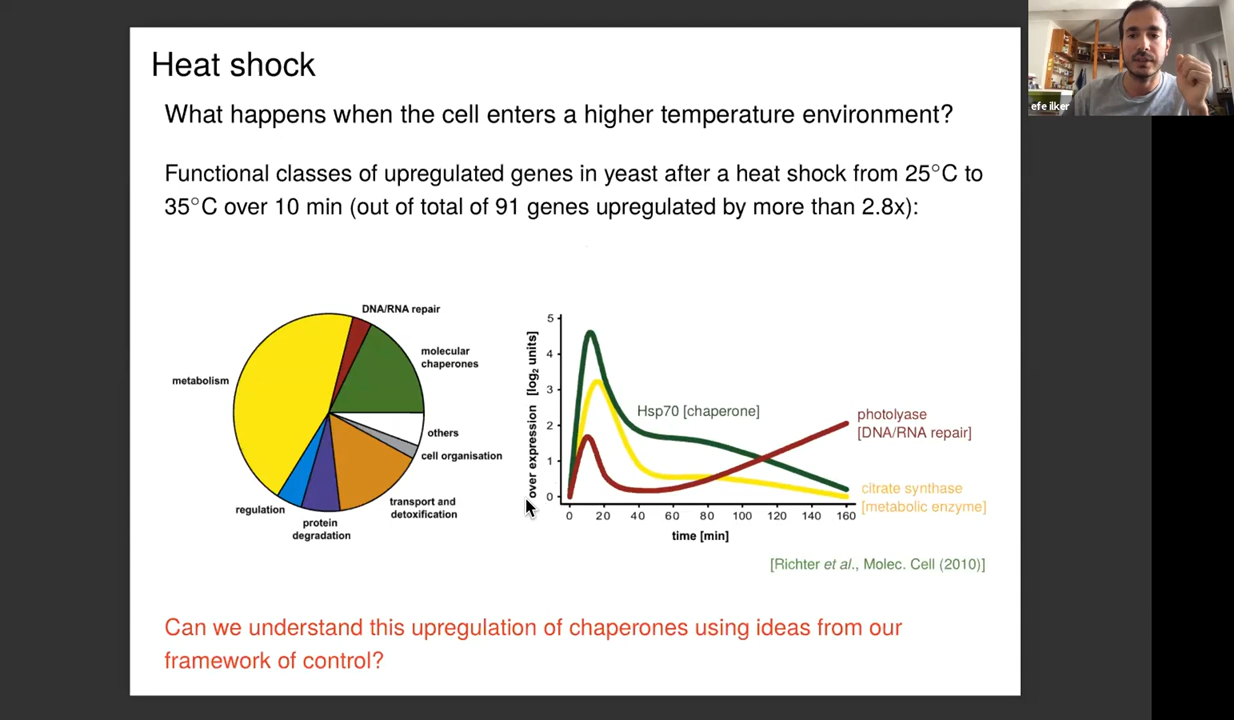 Heat shock
efe ilker
What happens when the cell enters a higher temperature environment?
Functional classes of upregulated genes in yeast after a heat shock from 25°C to
35°C over 10 min (out of total of 91 genes upregulated by more than 2.8x):
DNA/RNA repair
molecular
chaperones
metabolism
others
cell organisation
transport and
detoxification
regulation
protein
degradation
over expression [log2 units]
5
4
3
2
1
0
0 20 40 60 80 100 120 140 160
time [min]
Hsp70 [chaperone]
photolyase
[DNA/RNA repair]
citrate synthase
[metabolic enzyme]
[Richter et al., Molec. Cell (2010)]
Can we understand this upregulation of chaperones using ideas from our
framework of control?